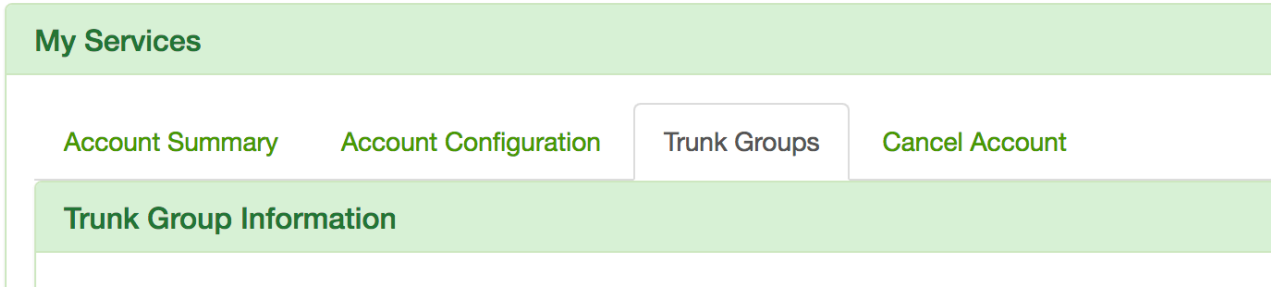 My Services
Account Summary Account Configuration Trunk Groups Cancel Account
Trunk Group Information